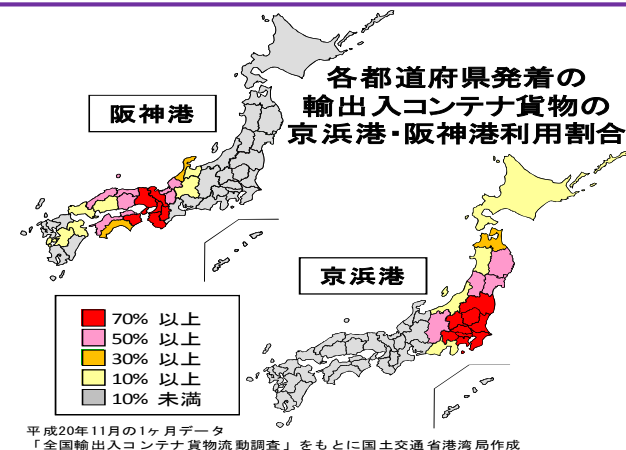 各都道府県発着の
輸出入コンテナ貨物の
京浜港・阪神港利用割合
阪神港
京浜港
70% 以上
50% 以上
30% 以上
10% 以上
10% 未満
平成20年11月の1ヶ月データ
「全国輸出入コンテナ貨物流動調査」をもとに国土交通省港湾局作成